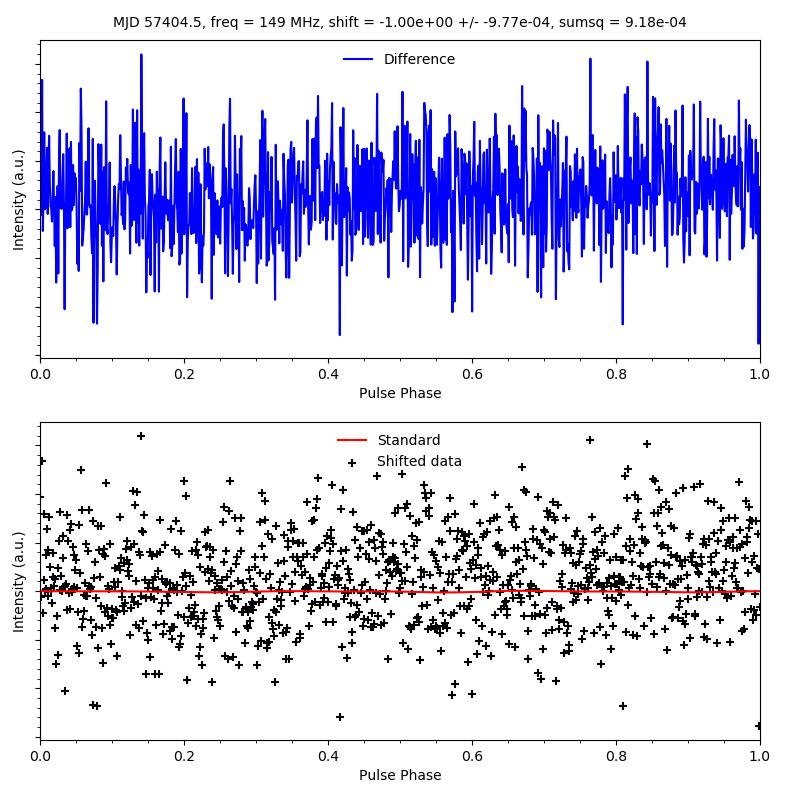 MJD 57404.5, freq = 149 MHz, shift = -1.00e+00 +/- -9.77e-04, sumsq = 9.18e-04
Difference
Intensity (a.u.)
0.0 0.2 0.4 0.6 0.8 1.0
Pulse Phase
Standard
Shifted data
Intensity (a.u.)
0.0 0.2 0.4 0.6 0.8 1.0
Pulse Phase